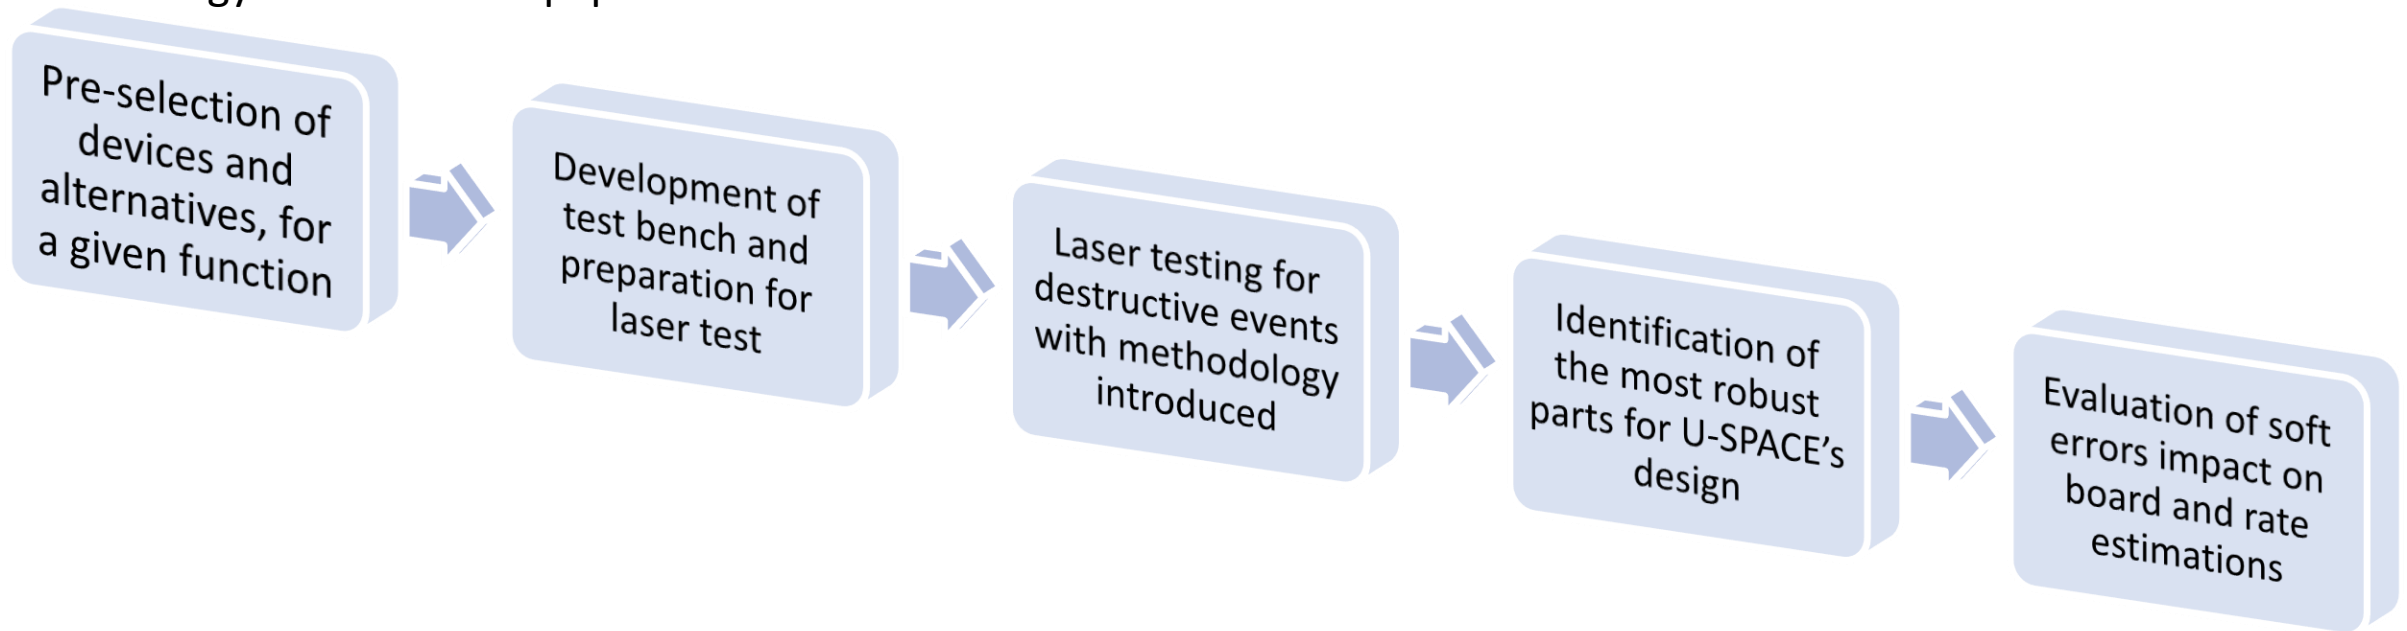 Pre-selection of
devices and
alternatives, for
a given function
Development of
test bench and
preparation for
laser test
Laser testing for
destructive events
with methodology
introduced
Identification of
the most robust
parts for U-SPACE’s
design
Evaluation of soft
errors impact on
board and rate
estimations